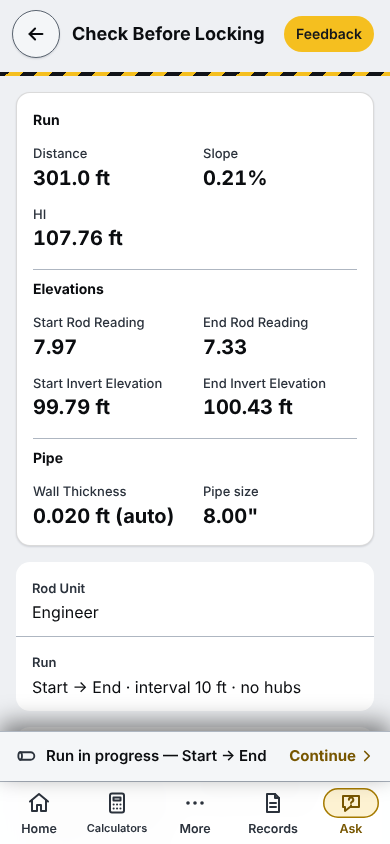 Check Before Locking
Feedback
Run
Distance
Slope
301.0 ft
0.21%
HI
107.76 ft
Elevations
Start Rod Reading
End Rod Reading
7.97
7.33
Start Invert Elevation
End Invert Elevation
99.79 ft
100.43 ft
Pipe
Wall Thickness
Pipe size
0.020 ft (auto)
8.00"
Rod Unit
Engineer
Run
Start → End · interval 10 ft · no hubs
Run in progress — Start → End
Continue
Home
Calculators
More
Records
Ask